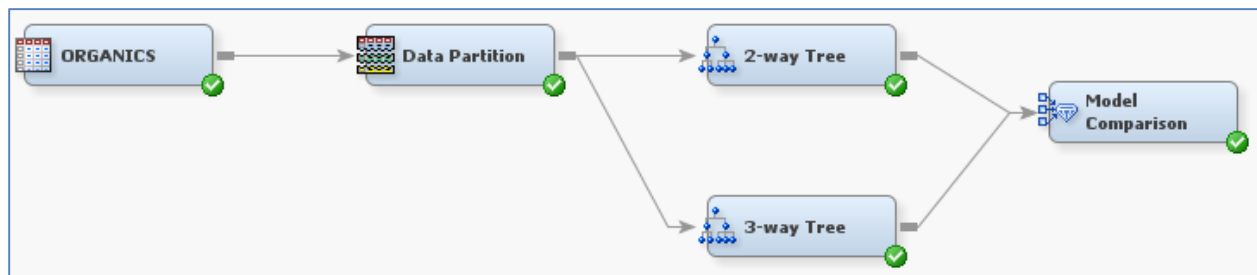 ORGANICS
Data Partition
2-way Tree
3-way Tree
Model
Comparison